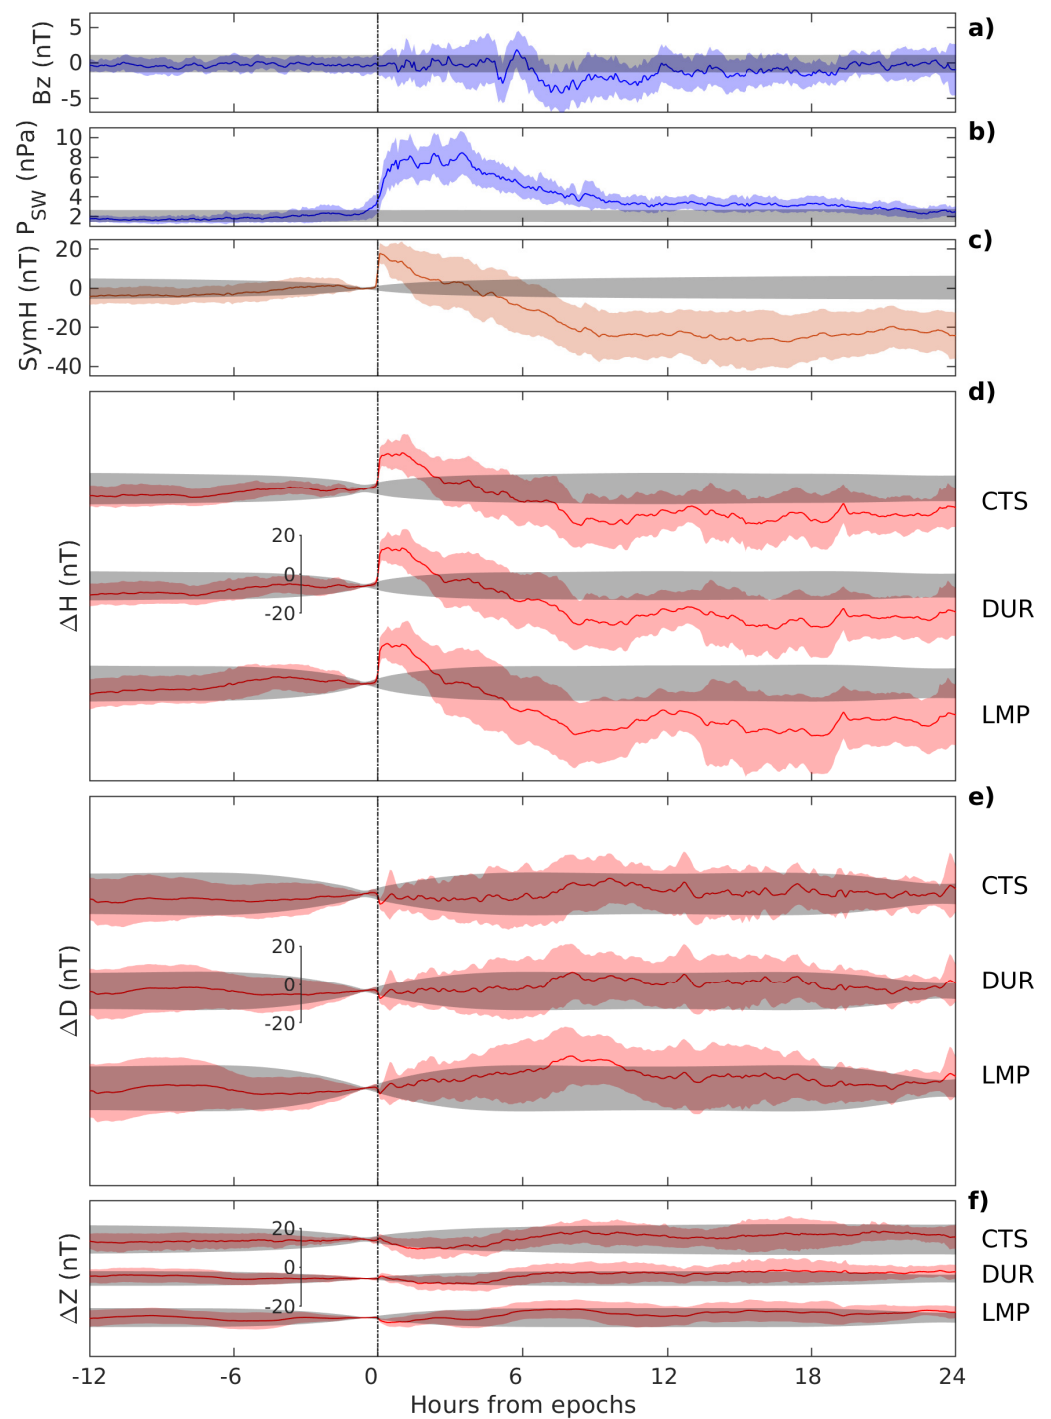 a)
Bz (nT)
5
0
-5
b)
P_SW (nPa)
10
8
6
4
2
c)
SymH (nT)
20
0
-20
-40
d)
ΔH (nT)
CTS
20
0
-20
DUR
LMP
e)
ΔD (nT)
CTS
20
0
-20
DUR
LMP
f)
ΔZ (nT)
20
0
-20
CTS
DUR
LMP
-12 -6 0 6 12 18 24
Hours from epochs